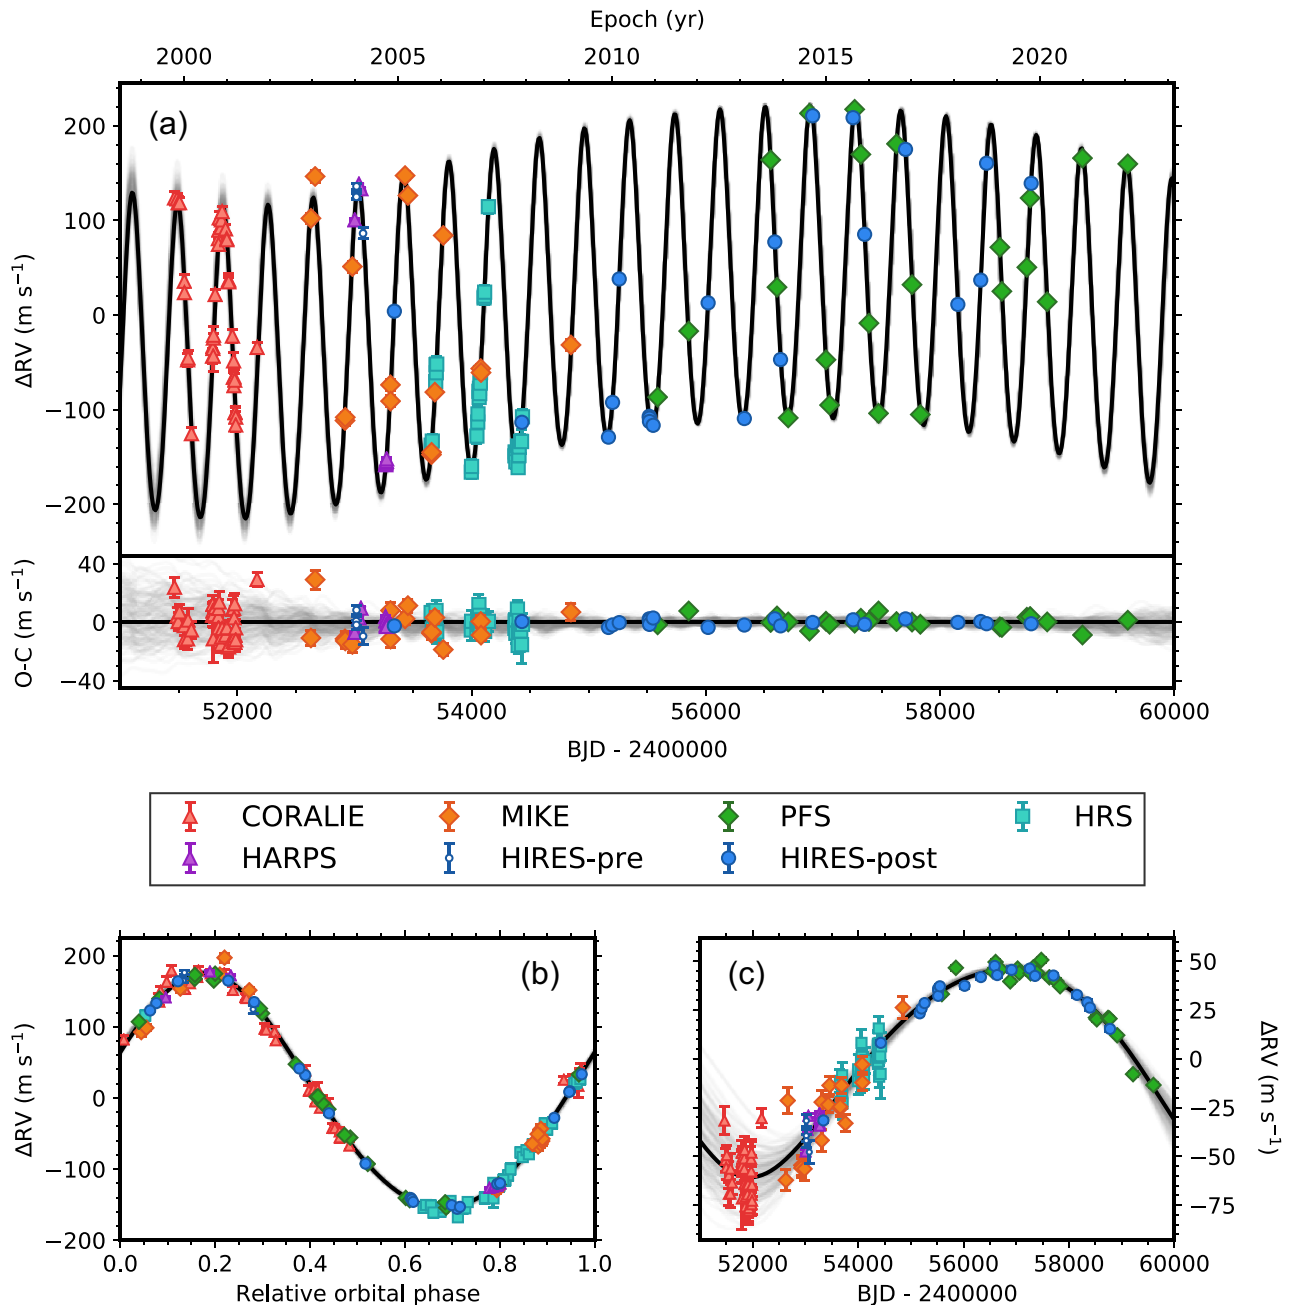 Epoch (yr)
2000 2005 2010 2015 2020
(a)
200
100
0
−100
−200
ΔRV (m s⁻¹)
40
0
−40
O-C (m s⁻¹)
52000 54000 56000 58000 60000
BJD - 2400000
CORALIE MIKE PFS HRS
HARPS HIRES-pre HIRES-post
(b)
200
100
0
−100
−200
ΔRV (m s⁻¹)
0.0 0.2 0.4 0.6 0.8 1.0
Relative orbital phase
(c)
50
25
0
−25
−50
−75
ΔRV (m s⁻¹)
52000 54000 56000 58000 60000
BJD - 2400000